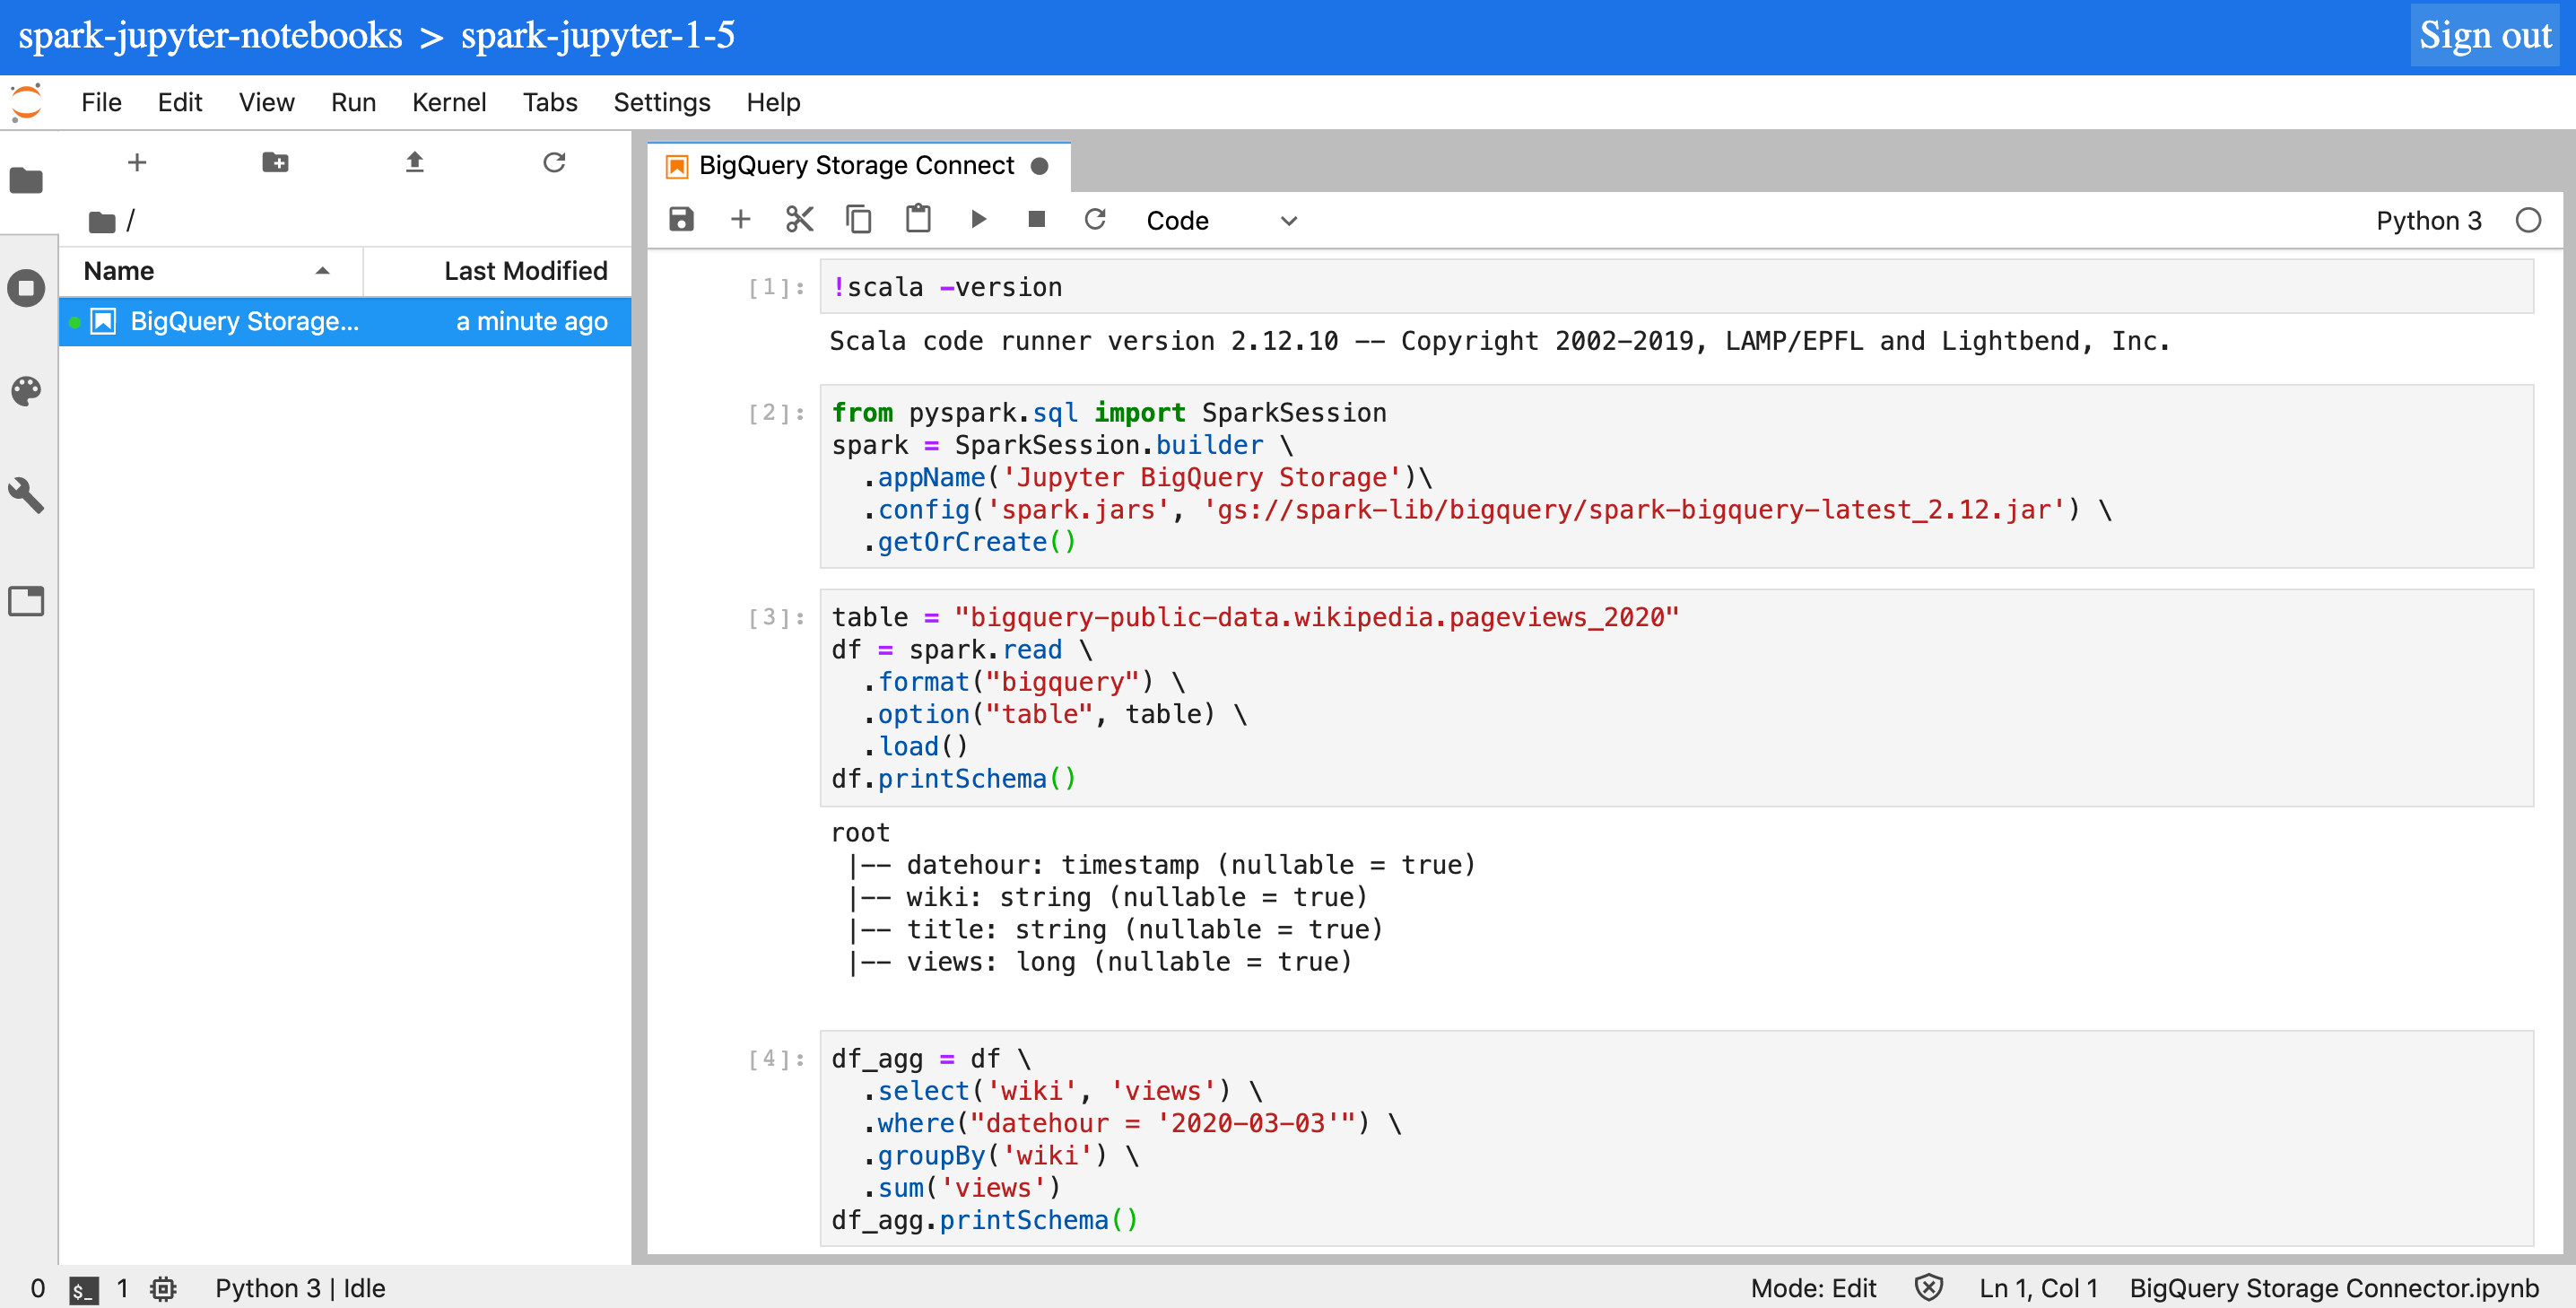 spark-jupyter-notebooks > spark-jupyter-1-5
Sign out
File Edit View Run Kernel Tabs Settings Help
/
Name Last Modified
BigQuery Storage... a minute ago
BigQuery Storage Connect
Code
Python 3
[1]: !scala -version
Scala code runner version 2.12.10 -- Copyright 2002-2019, LAMP/EPFL and Lightbend, Inc.
[2]: from pyspark.sql import SparkSession
spark = SparkSession.builder \
  .appName('Jupyter BigQuery Storage')\
  .config('spark.jars', 'gs://spark-lib/bigquery/spark-bigquery-latest_2.12.jar') \
  .getOrCreate()
[3]: table = "bigquery-public-data.wikipedia.pageviews_2020"
df = spark.read \
  .format("bigquery") \
  .option("table", table) \
  .load()
df.printSchema()
root
 |-- datehour: timestamp (nullable = true)
 |-- wiki: string (nullable = true)
 |-- title: string (nullable = true)
 |-- views: long (nullable = true)
[4]: df_agg = df \
  .select('wiki', 'views') \
  .where("datehour = '2020-03-03'") \
  .groupBy('wiki') \
  .sum('views')
df_agg.printSchema()
0 $_ 1 Python 3 | Idle Mode: Edit Ln 1, Col 1 BigQuery Storage Connector.ipynb